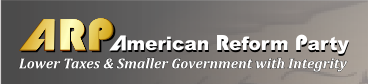 ARP American Reform Party
Lower Taxes & Smaller Government with Integrity